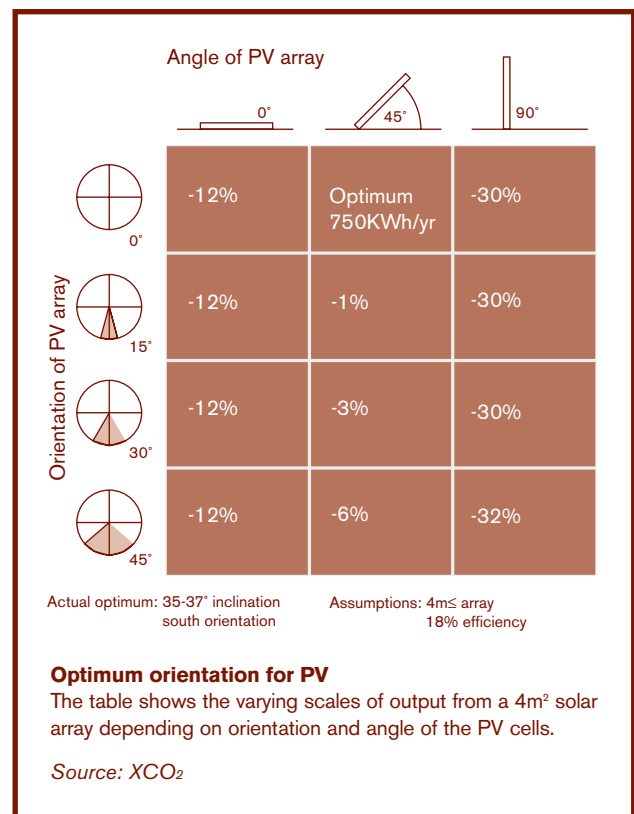 Angle of PV array
0°
45°
90°
Orientation of PV array
0°
-12%
Optimum
750KWh/yr
-30%
15°
-12%
-1%
-30%
30°
-12%
-3%
-30%
45°
-12%
-6%
-32%
Actual optimum: 35-37° inclination
south orientation
Assumptions: 4m≤ array
18% efficiency
Optimum orientation for PV
The table shows the varying scales of output from a 4m² solar
array depending on orientation and angle of the PV cells.
Source: XCO₂